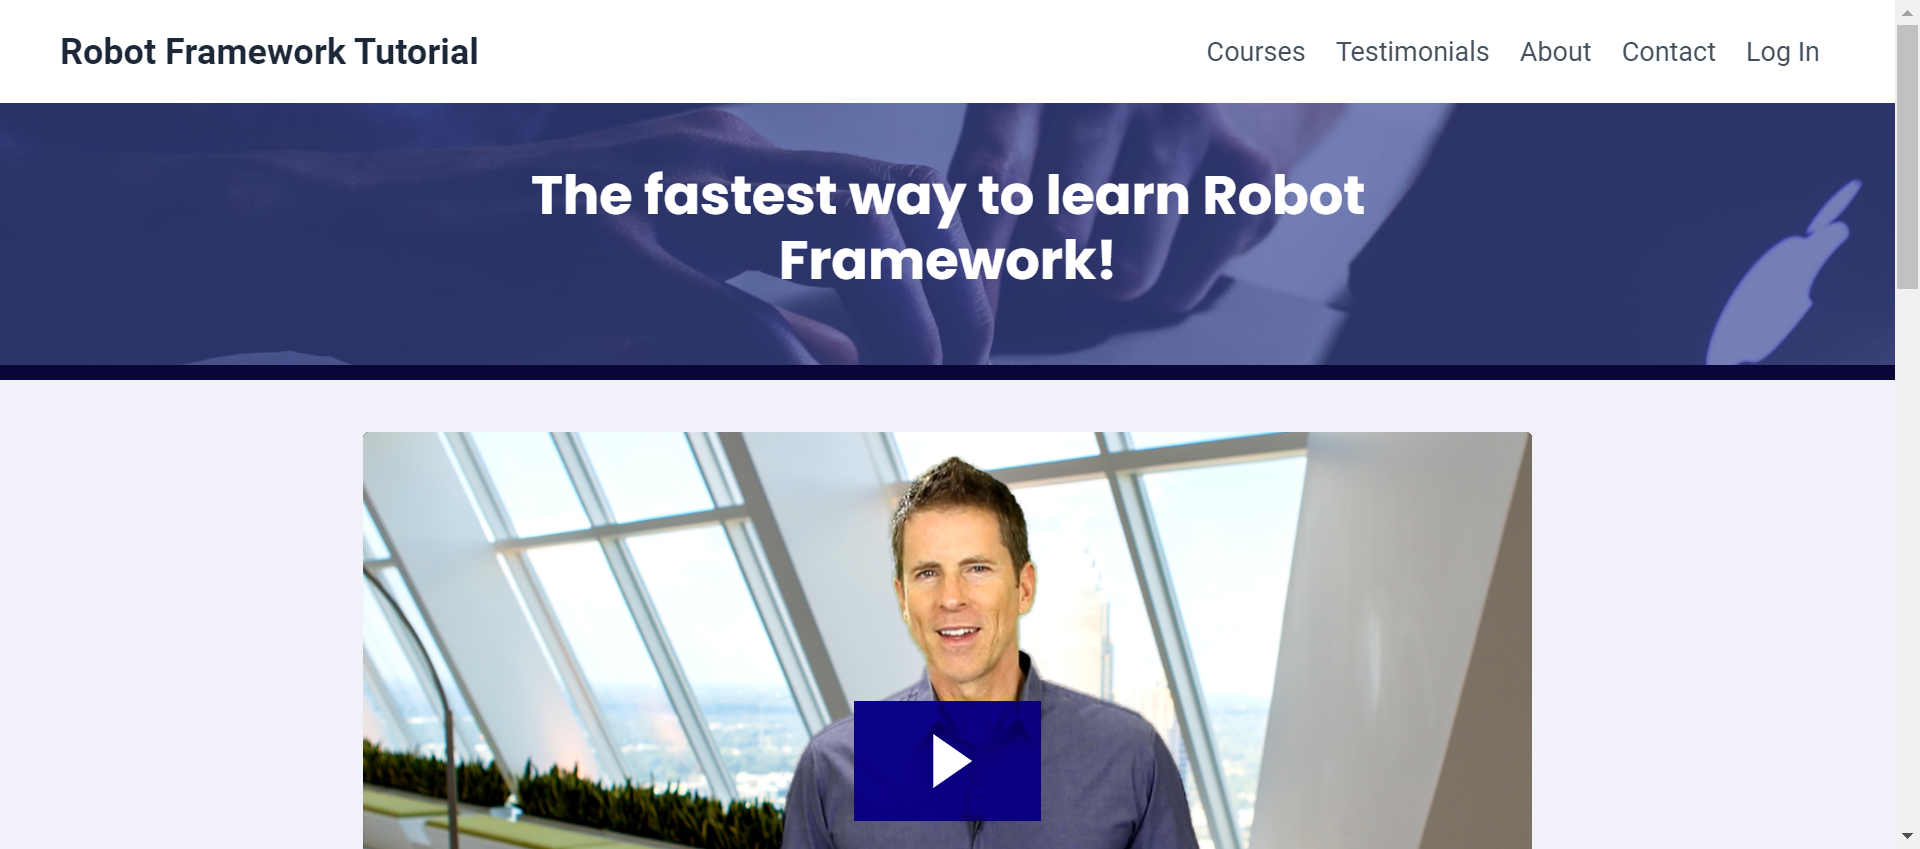 Robot Framework Tutorial
Courses Testimonials About Contact Log In
The fastest way to learn Robot
Framework!